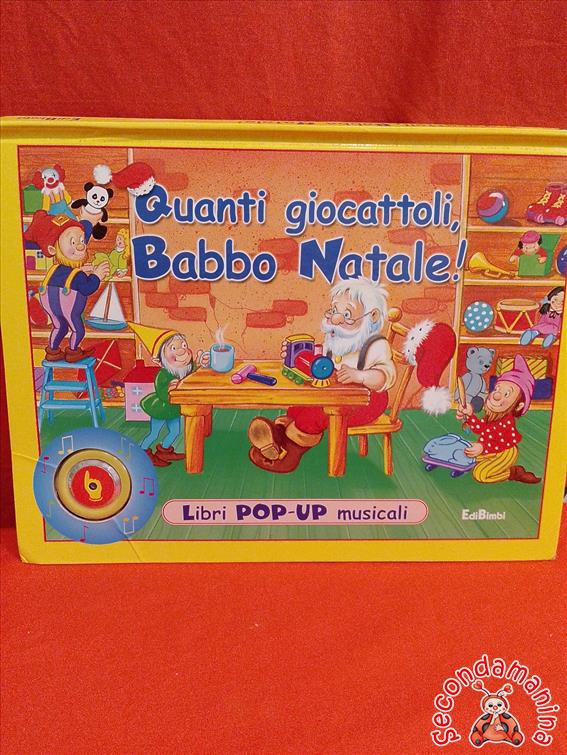 Quanti giocattoli,
Babbo Natale!
Libri POP-UP musicali
EdiBimbi
Secondamanina